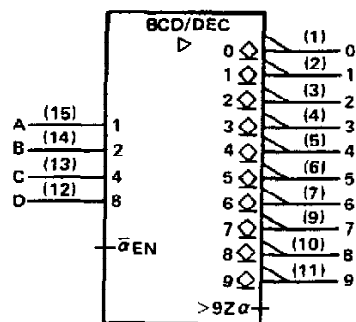 BCD/DEC
▷
0 (1) 0
1 (2) 1
2 (3) 2
A (15) 1
3 (4) 3
B (14) 2
4 (5) 4
C (13) 4
5 (6) 5
D (12) 8
6 (7) 6
7 (9) 7
ᾱEN
8 (10) 8
9 (11) 9
>9Zα